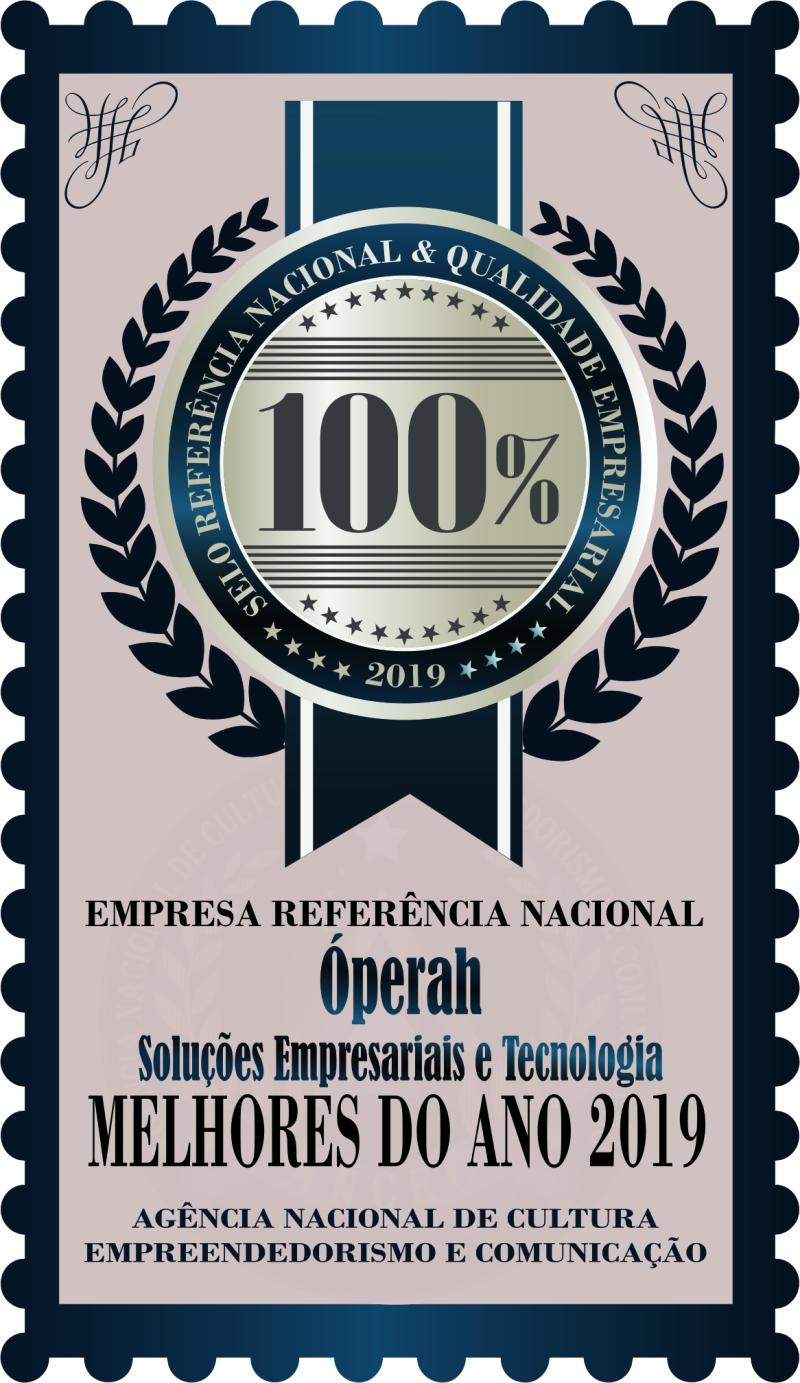 SELO REFERÊNCIA NACIONAL & QUALIDADE EMPRESARIAL
100%
2019
EMPRESA REFERÊNCIA NACIONAL
Óperah
Soluções Empresariais e Tecnologia
MELHORES DO ANO 2019
AGÊNCIA NACIONAL DE CULTURA
EMPREENDEDORISMO E COMUNICAÇÃO